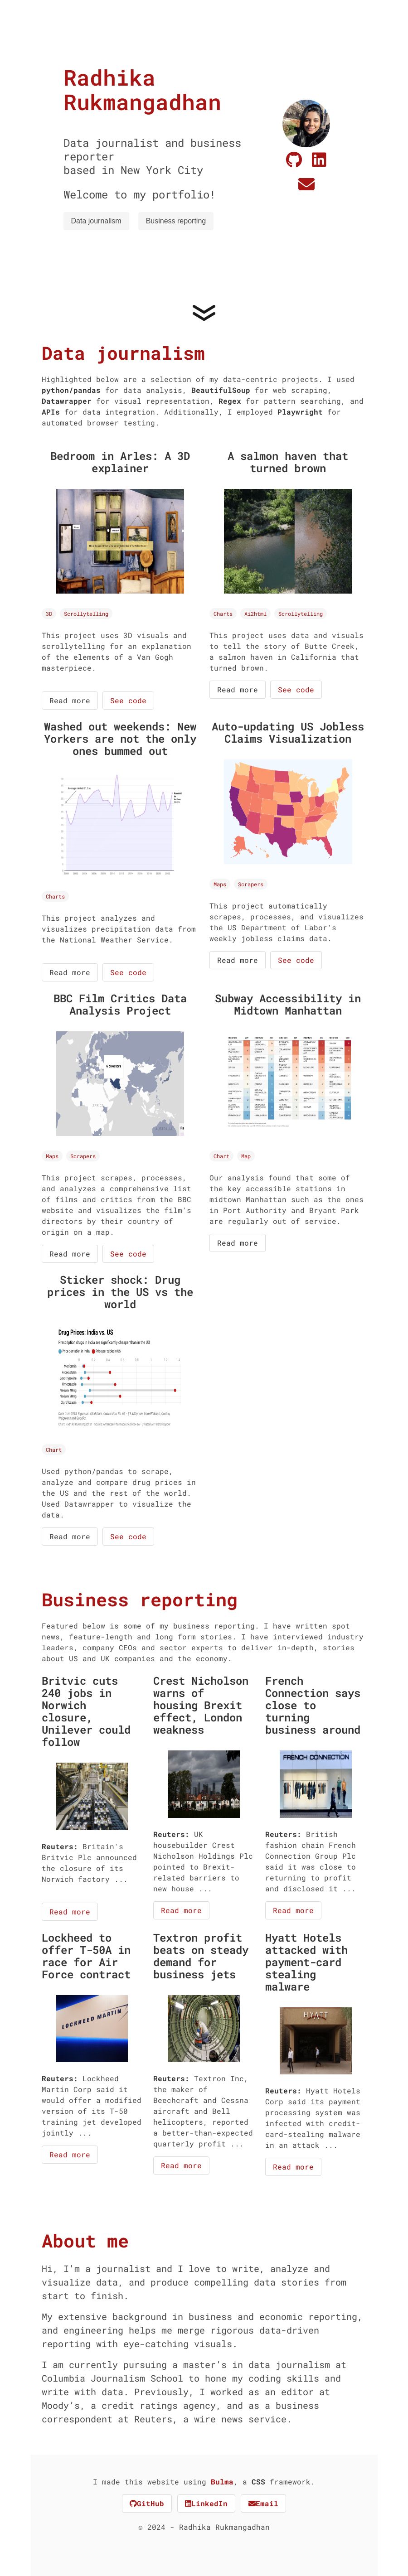 Radhika
Rukmangadhan
Data journalist and business
reporter
based in New York City
Welcome to my portfolio!
Data journalism
Business reporting
Data journalism
Highlighted below are a selection of my data-centric projects. I used
python/pandas for data analysis, BeautifulSoup for web scraping,
Datawrapper for visual representation, Regex for pattern searching, and
APIs for data integration. Additionally, I employed Playwright for
automated browser testing.
Bedroom in Arles: A 3D
explainer
3D
Scrollytelling
This project uses 3D visuals and
scrollytelling for an explanation
of the elements of a Van Gogh
masterpiece.
Read more
See code
A salmon haven that
turned brown
Charts
Ai2html
Scrollytelling
This project uses data and visuals
to tell the story of Butte Creek,
a salmon haven in California that
turned brown.
Read more
See code
Washed out weekends: New
Yorkers are not the only
ones bummed out
Charts
This project analyzes and
visualizes precipitation data from
the National Weather Service.
Read more
See code
Auto-updating US Jobless
Claims Visualization
Maps
Scrapers
This project automatically
scrapes, processes, and visualizes
the US Department of Labor's
weekly jobless claims data.
Read more
See code
BBC Film Critics Data
Analysis Project
Maps
Scrapers
This project scrapes, processes,
and analyzes a comprehensive list
of films and critics from the BBC
website and visualizes the film's
directors by their country of
origin on a map.
Read more
See code
Subway Accessibility in
Midtown Manhattan
Chart
Map
Our analysis found that some of
the key accessible stations in
midtown Manhattan such as the ones
in Port Authority and Bryant Park
are regularly out of service.
Read more
Sticker shock: Drug
prices in the US vs the
world
Drug Prices: India vs. US
Chart
Used python/pandas to scrape,
analyze and compare drug prices in
the US and the rest of the world.
Used Datawrapper to visualize the
data.
Read more
See code
Business reporting
Featured below is some of my business reporting. I have written spot
news, feature-length and long form stories. I have interviewed industry
leaders, company CEOs and sector experts to deliver in-depth, stories
about US and UK companies and the economy.
Britvic cuts
240 jobs in
Norwich
closure,
Unilever could
follow
Reuters: Britain's
Britvic Plc announced
the closure of its
Norwich factory ...
Read more
Crest Nicholson
warns of
housing Brexit
effect, London
weakness
Reuters: UK
housebuilder Crest
Nicholson Holdings Plc
pointed to Brexit-
related barriers to
new house ...
Read more
French
Connection says
close to
turning
business around
FRENCH CONNECTION
Reuters: British
fashion chain French
Connection Group Plc
said it was close to
returning to profit
and disclosed it ...
Read more
Lockheed to
offer T-50A in
race for Air
Force contract
LOCKHEED MARTIN
Reuters: Lockheed
Martin Corp said it
would offer a modified
version of its T-50
training jet developed
jointly ...
Read more
Textron profit
beats on steady
demand for
business jets
Reuters: Textron Inc,
the maker of
Beechcraft and Cessna
aircraft and Bell
helicopters, reported
a better-than-expected
quarterly profit ...
Read more
Hyatt Hotels
attacked with
payment-card
stealing
malware
HYATT
Reuters: Hyatt Hotels
Corp said its payment
processing system was
infected with credit-
card-stealing malware
in an attack ...
Read more
About me
Hi, I'm a journalist and I love to write, analyze and
visualize data, and produce compelling data stories from
start to finish.
My extensive background in business and economic reporting,
and engineering helps me merge rigorous data-driven
reporting with eye-catching visuals.
I am currently pursuing a master’s in data journalism at
Columbia Journalism School to hone my coding skills and
write with data. Previously, I worked as an editor at
Moody’s, a credit ratings agency, and as a business
correspondent at Reuters, a wire news service.
I made this website using Bulma, a CSS framework.
GitHub
LinkedIn
Email
© 2024 - Radhika Rukmangadhan